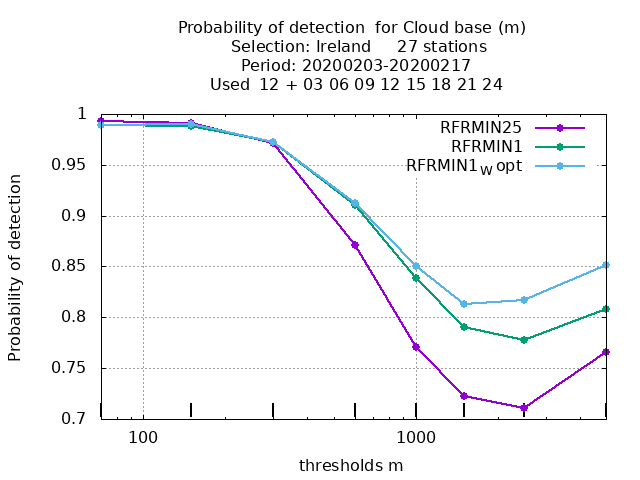 Probability of detection  for Cloud base (m)
Selection: Ireland     27 stations
Period: 20200203-20200217
Used  12 + 03 06 09 12 15 18 21 24
RFRMIN25
RFRMIN1
RFRMIN1W opt
1
0.95
0.9
0.85
0.8
0.75
0.7
Probability of detection
100
1000
thresholds m